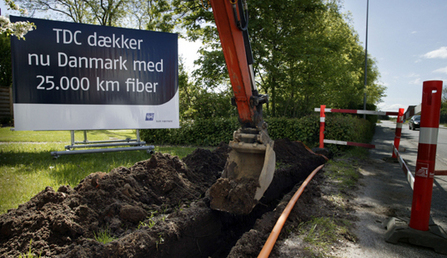 TDC dækker
nu Danmark med
25.000 km fiber